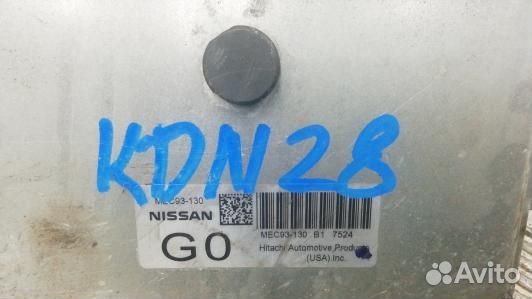 KDN28
MEC93-130
NISSAN
G0
MEC93-130 B1 7524
Hitachi Automotive Products
(USA) Inc.
Avito